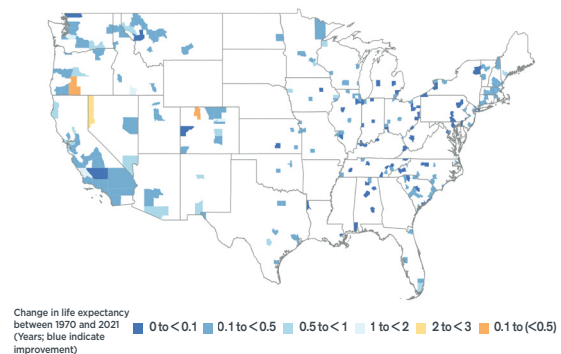 Change in life expectancy
between 1970 and 2021
(Years; blue indicate
improvement)
0 to < 0.1
0.1 to < 0.5
0.5 to < 1
1 to < 2
2 to < 3
0.1 to (<0.5)